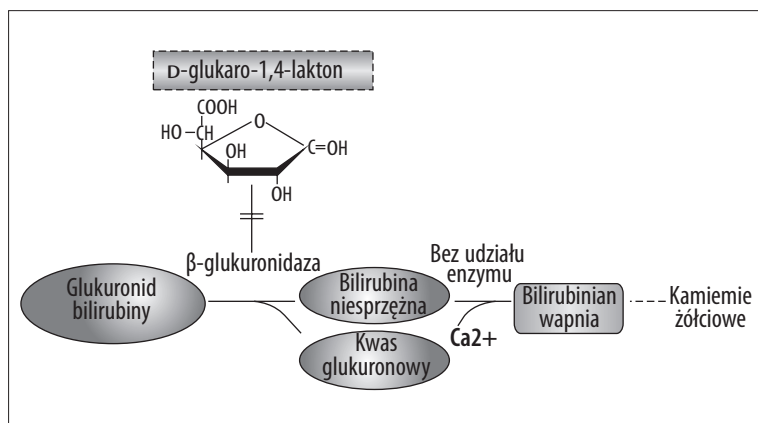 D-glukaro-1,4-lakton
COOH
HO–CH
O
OH
C=OH
OH
β-glukuronidaza
Glukuronid
bilirubiny
Bilirubina
niesprzężna
Kwas
glukuronowy
Bez udziału
enzymu
Ca2+
Bilirubinian
wapnia
Kamiemie
żółciowe